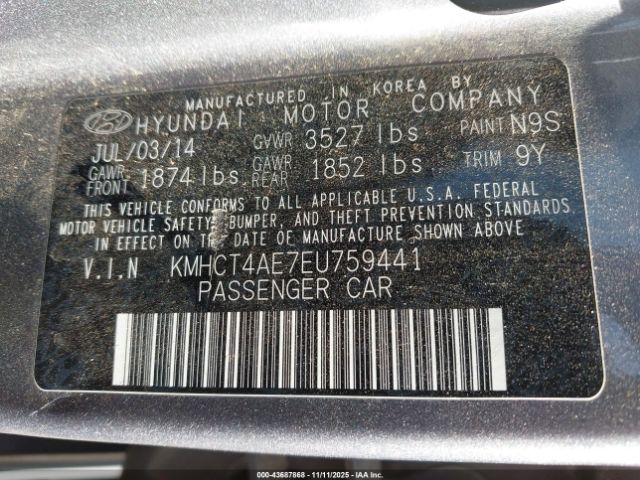 MANUFACTURED IN KOREA BY
HYUNDAI MOTOR COMPANY
JUL/03/14 GVWR 3527 lbs PAINT N9S
GAWR FRONT 1874 lbs GAWR REAR 1852 lbs TRIM 9Y
THIS VEHICLE CONFORMS TO ALL APPLICABLE U.S.A. FEDERAL
MOTOR VEHICLE SAFETY, BUMPER, AND THEFT PREVENTION STANDARDS
IN EFFECT ON THE DATE OF MANUFACTURE SHOWN ABOVE
V.I.N KMHCT4AE7EU759441
PASSENGER CAR
000-43687868 - 11/11/2025 - IAAI.COM